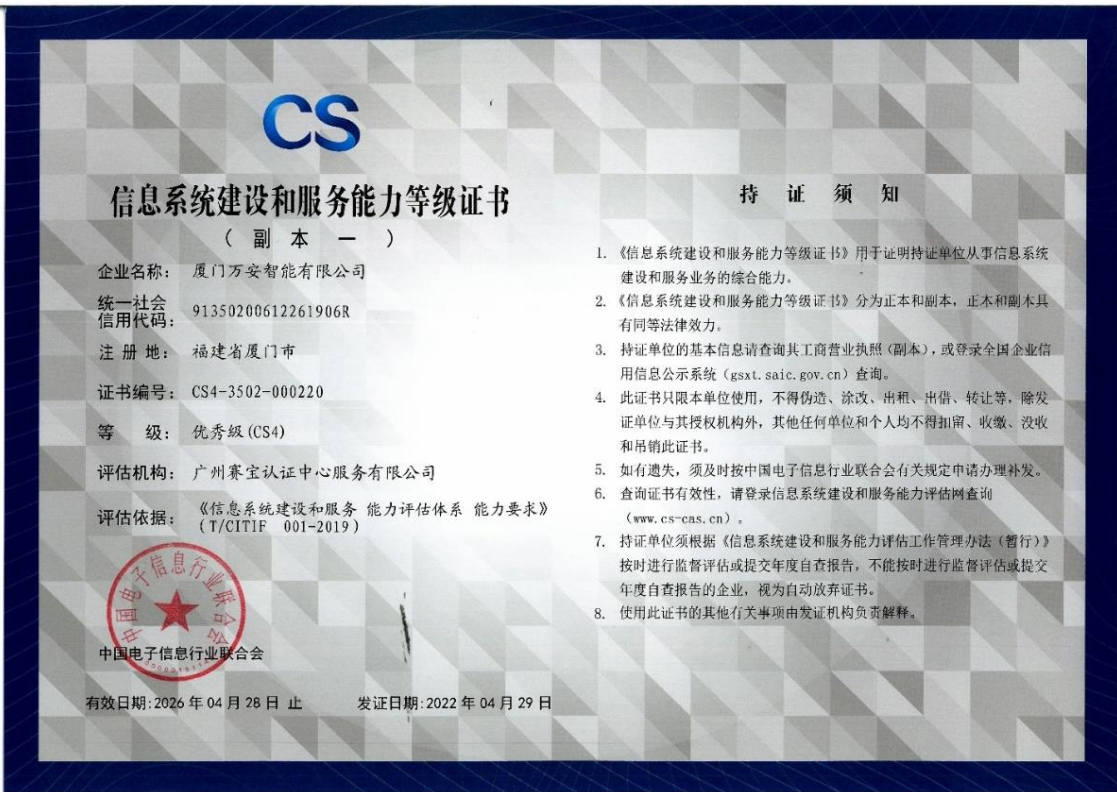 CS
信息系统建设和服务能力等级证书
（副本一）
企业名称： 厦门万安智能有限公司
统一社会
信用代码： 91350200612261906R
注册地： 福建省厦门市
证书编号： CS4-3502-000220
等级： 优秀级(CS4)
评估机构： 广州赛宝认证中心服务有限公司
评估依据： 《信息系统建设和服务 能力评估体系 能力要求》
(T/CITIF 001-2019)
中国电子信息行业联合会
中国电子信息行业联合会
有效日期:2026 年 04 月 28 日 止 发证日期:2022 年 04 月 29 日
持证须知
1. 《信息系统建设和服务能力等级证书》用于证明持证单位从事信息系统
建设和服务业务的综合能力。
2. 《信息系统建设和服务能力等级证书》分为正本和副本，正本和副本具
有同等法律效力。
3. 持证单位的基本信息请查询其工商营业执照（副本），或登录全国企业信
用信息公示系统（gsxt.saic.gov.cn）查询。
4. 此证书只限本单位使用，不得伪造、涂改、出租、出借、转让等，除发
证单位与其授权机构外，其他任何单位和个人均不得扣留、收缴、没收
和吊销此证书。
5. 如有遗失，须及时按中国电子信息行业联合会有关规定申请办理补发。
6. 查询证书有效性，请登录信息系统建设和服务能力评估网查询
（www.cs-cas.cn）。
7. 持证单位须根据《信息系统建设和服务能力评估工作管理办法（暂行）》
按时进行监督评估或提交年度自查报告，不能按时进行监督评估或提交
年度自查报告的企业，视为自动放弃证书。
8. 使用此证书的其他有关事项由发证机构负责解释。